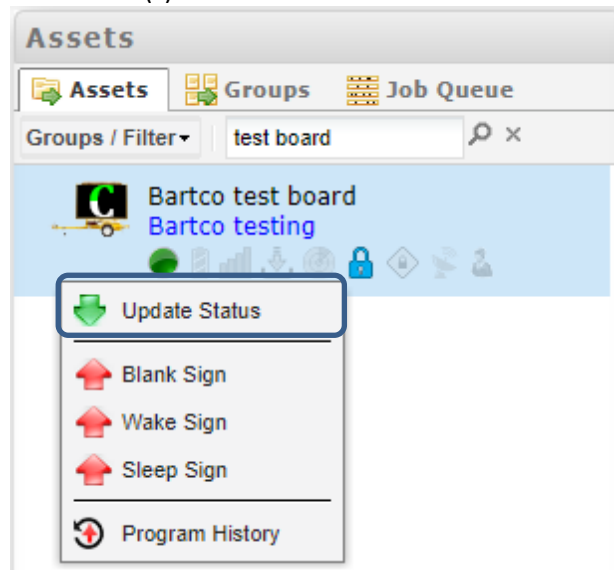 Assets
Assets Groups Job Queue
Groups / Filter test board
C
Bartco test board
Bartco testing
Update Status
Blank Sign
Wake Sign
Sleep Sign
Program History